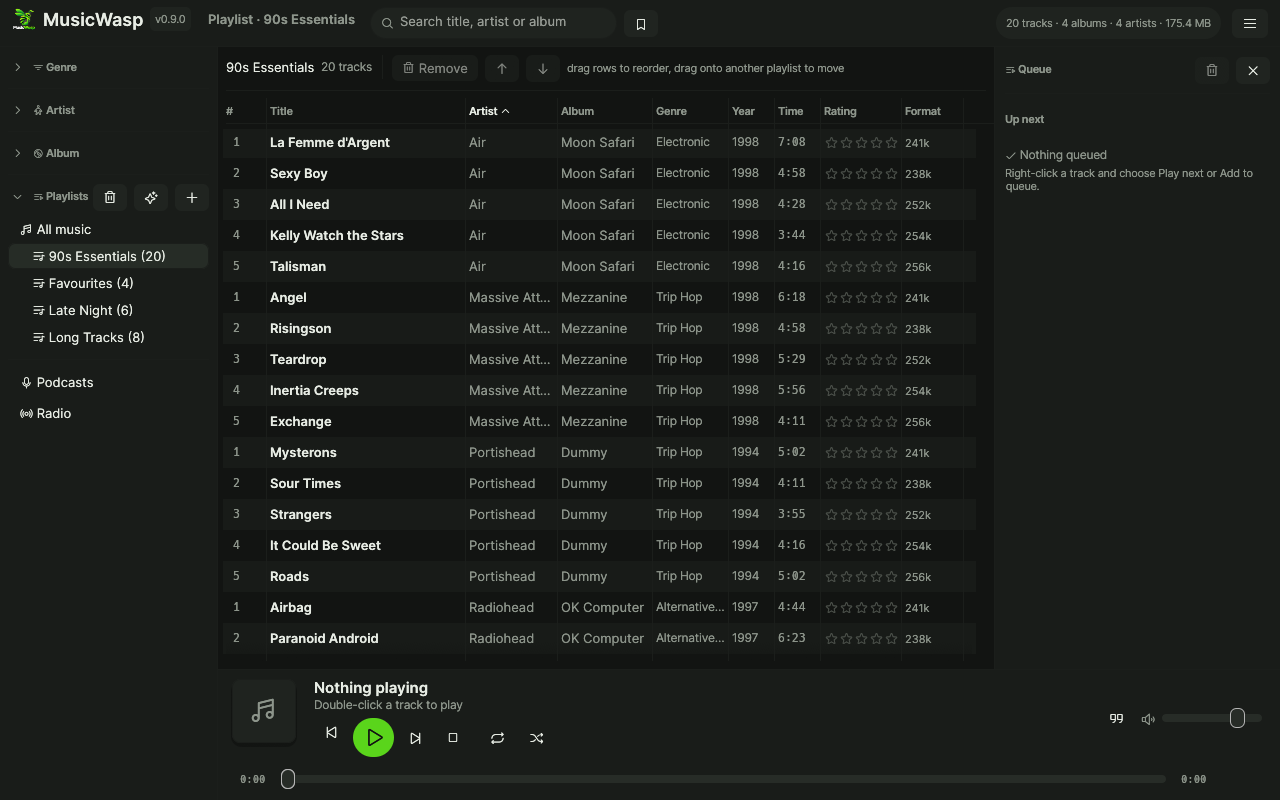 MusicWasp v0.9.0 Playlist · 90s Essentials Search title, artist or album 20 tracks · 4 albums · 4 artists · 175.4 MB
Genre
Artist
Album
Playlists
All music
90s Essentials (20)
Favourites (4)
Late Night (6)
Long Tracks (8)
Podcasts
Radio
90s Essentials 20 tracks Remove drag rows to reorder, drag onto another playlist to move
# Title Artist Album Genre Year Time Rating Format
1 La Femme d'Argent Air Moon Safari Electronic 1998 7:08 241k
2 Sexy Boy Air Moon Safari Electronic 1998 4:58 238k
3 All I Need Air Moon Safari Electronic 1998 4:28 252k
4 Kelly Watch the Stars Air Moon Safari Electronic 1998 3:44 254k
5 Talisman Air Moon Safari Electronic 1998 4:16 256k
1 Angel Massive Att... Mezzanine Trip Hop 1998 6:18 241k
2 Risingson Massive Att... Mezzanine Trip Hop 1998 4:58 238k
3 Teardrop Massive Att... Mezzanine Trip Hop 1998 5:29 252k
4 Inertia Creeps Massive Att... Mezzanine Trip Hop 1998 5:56 254k
5 Exchange Massive Att... Mezzanine Trip Hop 1998 4:11 256k
1 Mysterons Portishead Dummy Trip Hop 1994 5:02 241k
2 Sour Times Portishead Dummy Trip Hop 1994 4:11 238k
3 Strangers Portishead Dummy Trip Hop 1994 3:55 252k
4 It Could Be Sweet Portishead Dummy Trip Hop 1994 4:16 254k
5 Roads Portishead Dummy Trip Hop 1994 5:02 256k
1 Airbag Radiohead OK Computer Alternative... 1997 4:44 241k
2 Paranoid Android Radiohead OK Computer Alternative... 1997 6:23 238k
Queue
Up next
Nothing queued
Right-click a track and choose Play next or Add to
queue.
Nothing playing
Double-click a track to play
0:00 0:00